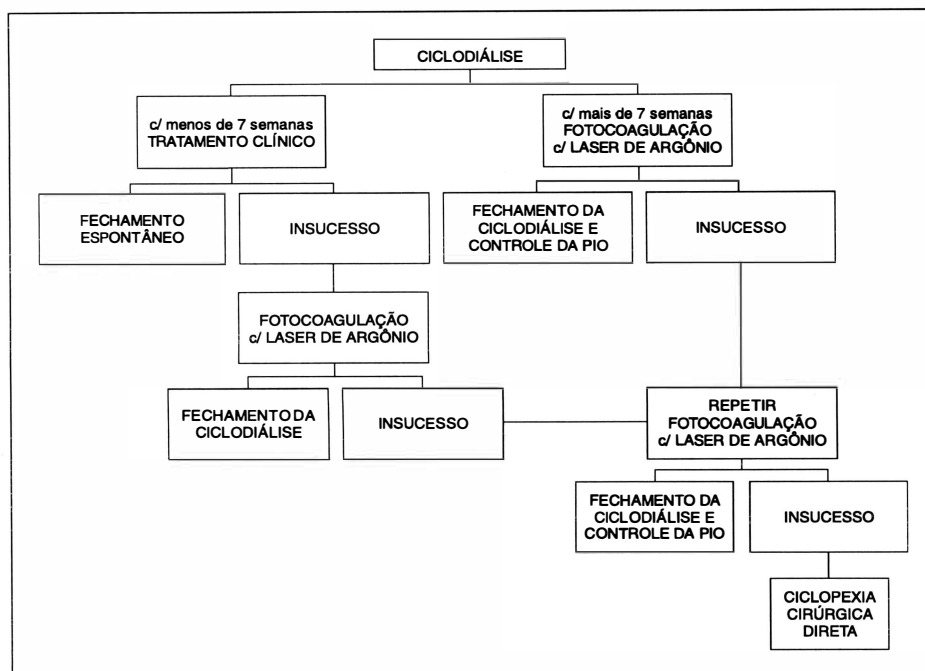 CICLODIÁLISE
c/ menos de 7 semanas
TRATAMENTO CLÍNICO
c/ mais de 7 semanas
FOTOCOAGULAÇÃO
c/ LASER DE ARGÔNIO
FECHAMENTO
ESPONTÂNEO
INSUCESSO
FECHAMENTO DA
CICLODIÁLISE E
CONTROLE DA PIO
INSUCESSO
FOTOCOAGULAÇÃO
c/ LASER DE ARGÔNIO
FECHAMENTO DA
CICLODIÁLISE
INSUCESSO
REPETIR
FOTOCOAGULAÇÃO
c/ LASER DE ARGÔNIO
FECHAMENTO DA
CICLODIÁLISE E
CONTROLE DA PIO
INSUCESSO
CICLOPEXIA
CIRÚRGICA
DIRETA